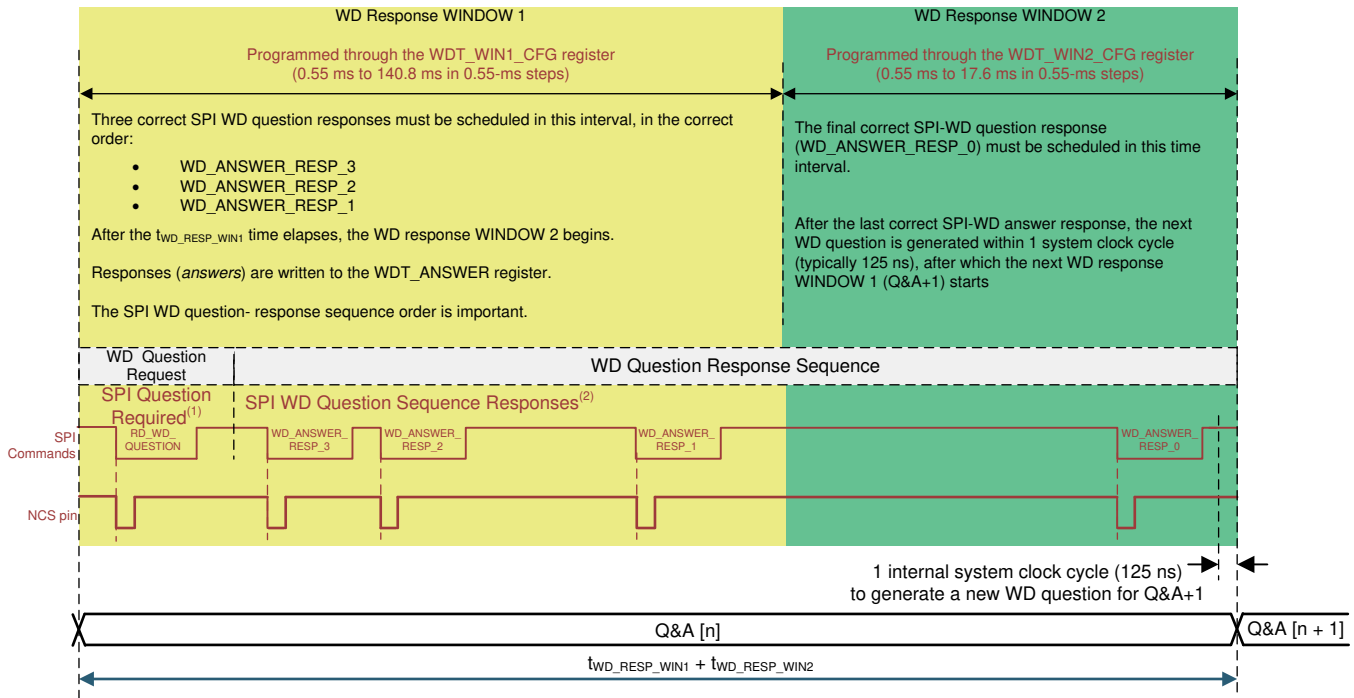 WD Response WINDOW 1
Programmed through the WDT_WIN1_CFG register
(0.55 ms to 140.8 ms in 0.55-ms steps)
Three correct SPI WD question responses must be scheduled in this interval, in the correct
order:
• WD_ANSWER_RESP_3
• WD_ANSWER_RESP_2
• WD_ANSWER_RESP_1
After the tWD_RESP_WIN1 time elapses, the WD response WINDOW 2 begins.
Responses (answers) are written to the WDT_ANSWER register.
The SPI WD question- response sequence order is important.
WD Response WINDOW 2
Programmed through the WDT_WIN2_CFG register
(0.55 ms to 17.6 ms in 0.55-ms steps)
The final correct SPI-WD question response
(WD_ANSWER_RESP_0) must be scheduled in this time
interval.
After the last correct SPI-WD answer response, the next
WD question is generated within 1 system clock cycle
(typically 125 ns), after which the next WD response
WINDOW 1 (Q&A+1) starts
WD Question
Request
WD Question Response Sequence
SPI Question
Required(1)
SPI WD Question Sequence Responses(2)
SPI
Commands
RD_WD_
QUESTION
WD_ANSWER_
RESP_3
WD_ANSWER_
RESP_2
WD_ANSWER_
RESP_1
WD_ANSWER_
RESP_0
NCS pin
1 internal system clock cycle (125 ns)
to generate a new WD question for Q&A+1
Q&A [n]
Q&A [n + 1]
tWD_RESP_WIN1 + tWD_RESP_WIN2